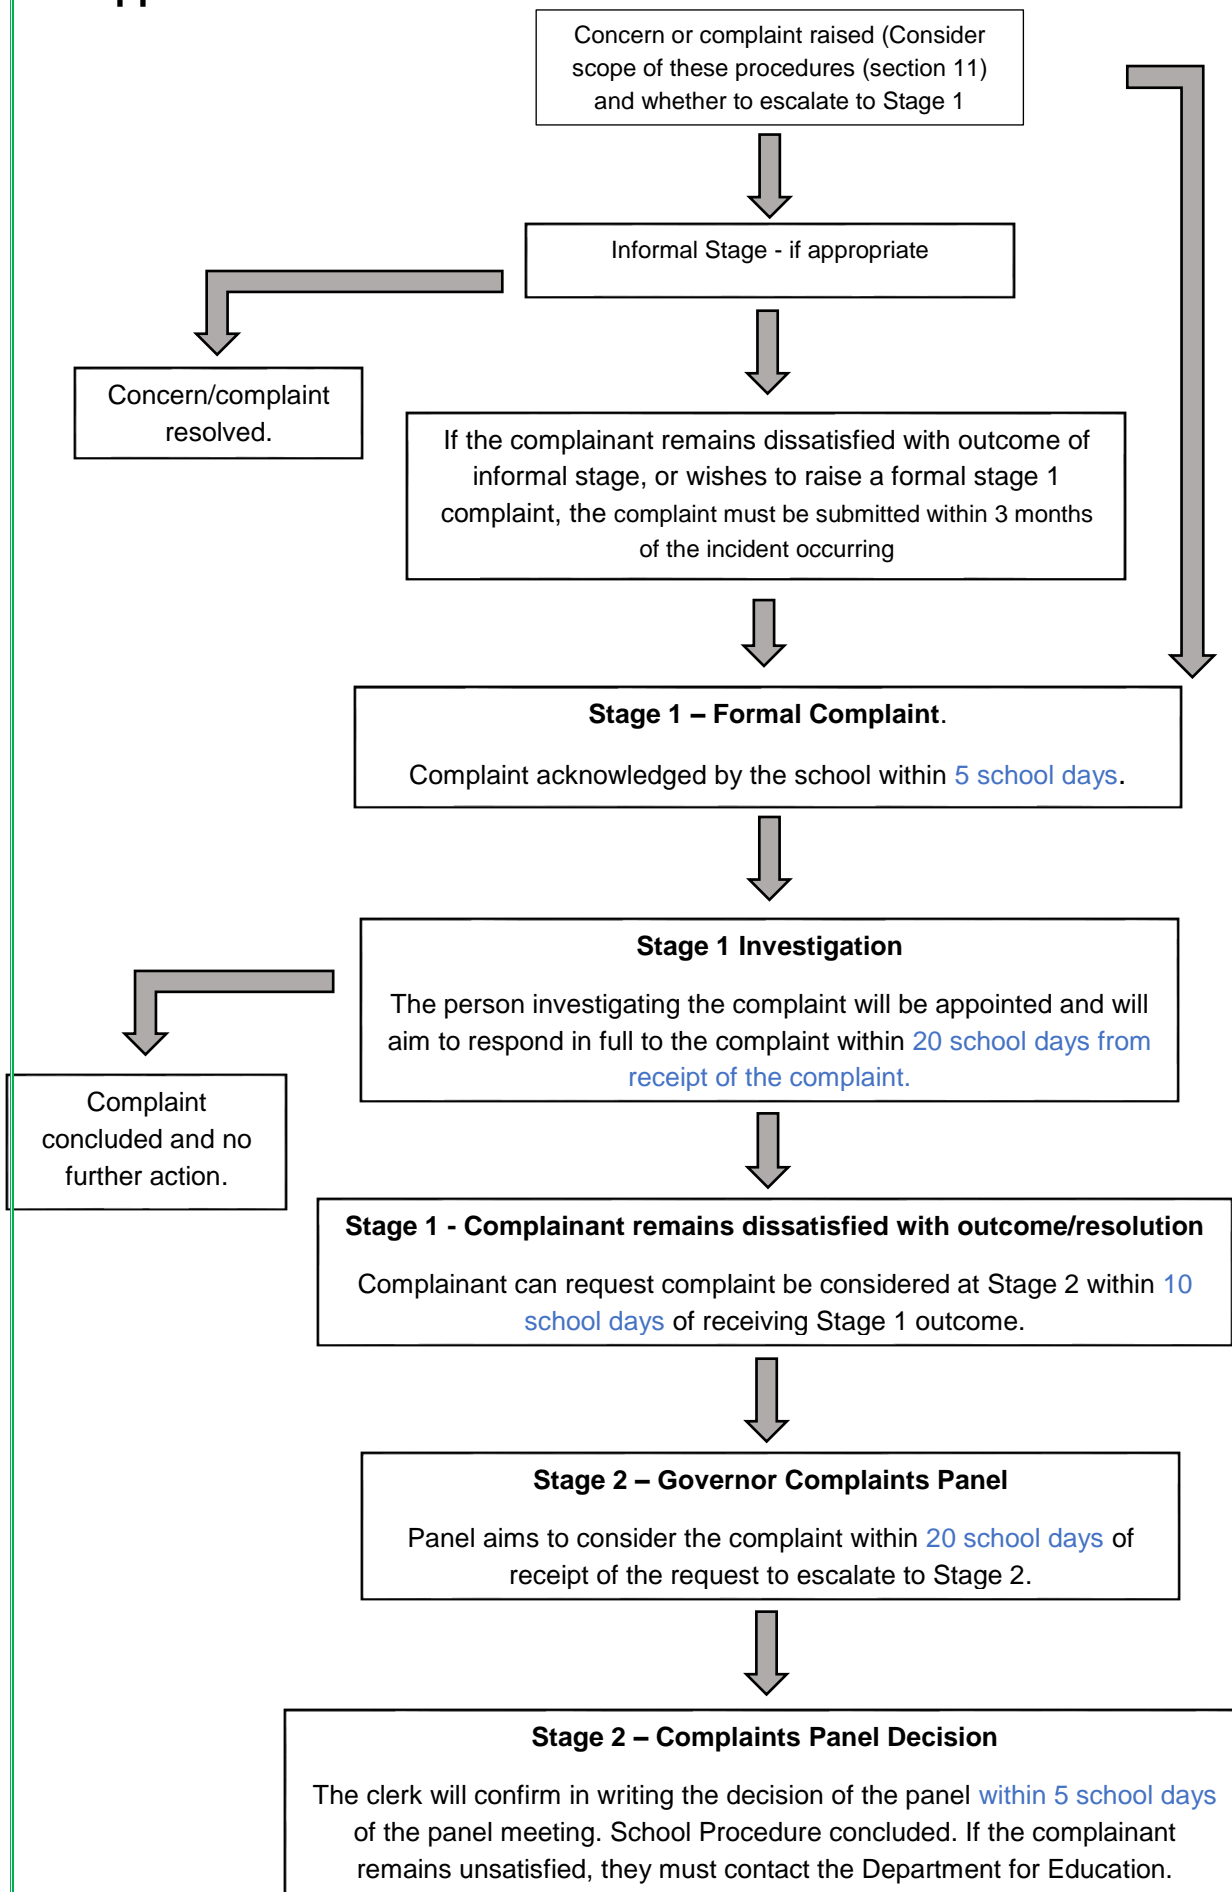 Concern or complaint raised (Consider
scope of these procedures (section 11)
and whether to escalate to Stage 1
Informal Stage - if appropriate
Concern/complaint
resolved.
If the complainant remains dissatisfied with outcome of
informal stage, or wishes to raise a formal stage 1
complaint, the complaint must be submitted within 3 months
of the incident occurring
Stage 1 – Formal Complaint.
Complaint acknowledged by the school within 5 school days.
Stage 1 Investigation
The person investigating the complaint will be appointed and will
aim to respond in full to the complaint within 20 school days from
receipt of the complaint.
Complaint
concluded and no
further action.
Stage 1 - Complainant remains dissatisfied with outcome/resolution
Complainant can request complaint be considered at Stage 2 within 10
school days of receiving Stage 1 outcome.
Stage 2 – Governor Complaints Panel
Panel aims to consider the complaint within 20 school days of
receipt of the request to escalate to Stage 2.
Stage 2 – Complaints Panel Decision
The clerk will confirm in writing the decision of the panel within 5 school days
of the panel meeting. School Procedure concluded. If the complainant
remains unsatisfied, they must contact the Department for Education.